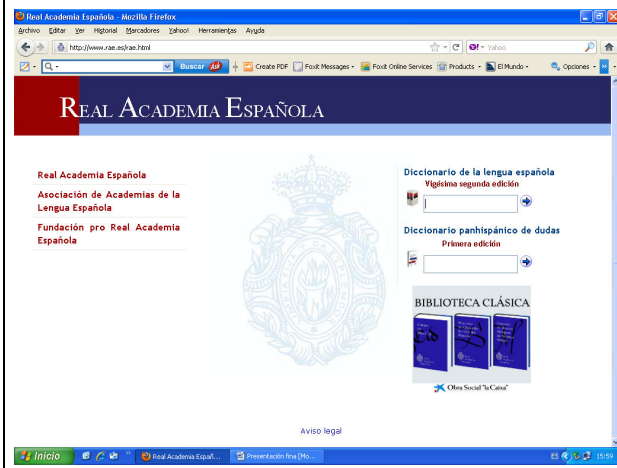 Real Academia Española - Mozilla Firefox
Archivo Editar Ver Historial Marcadores Yahoo! Herramientas Ayuda
http://www.rae.es/rae.html
Yahoo
Buscar Create PDF Foxit Messages Foxit Online Services Products El Mundo Opciones
REAL ACADEMIA ESPAÑOLA
Real Academia Española
Asociación de Academias de la
Lengua Española
Fundación pro Real Academia
Española
Diccionario de la lengua española
Vigésima segunda edición
Diccionario panhispánico de dudas
Primera edición
BIBLIOTECA CLÁSICA
Obra Social "la Caixa"
Aviso legal
Inicio Real Academia Españ... Presentación fina [Mo... ES 15:59